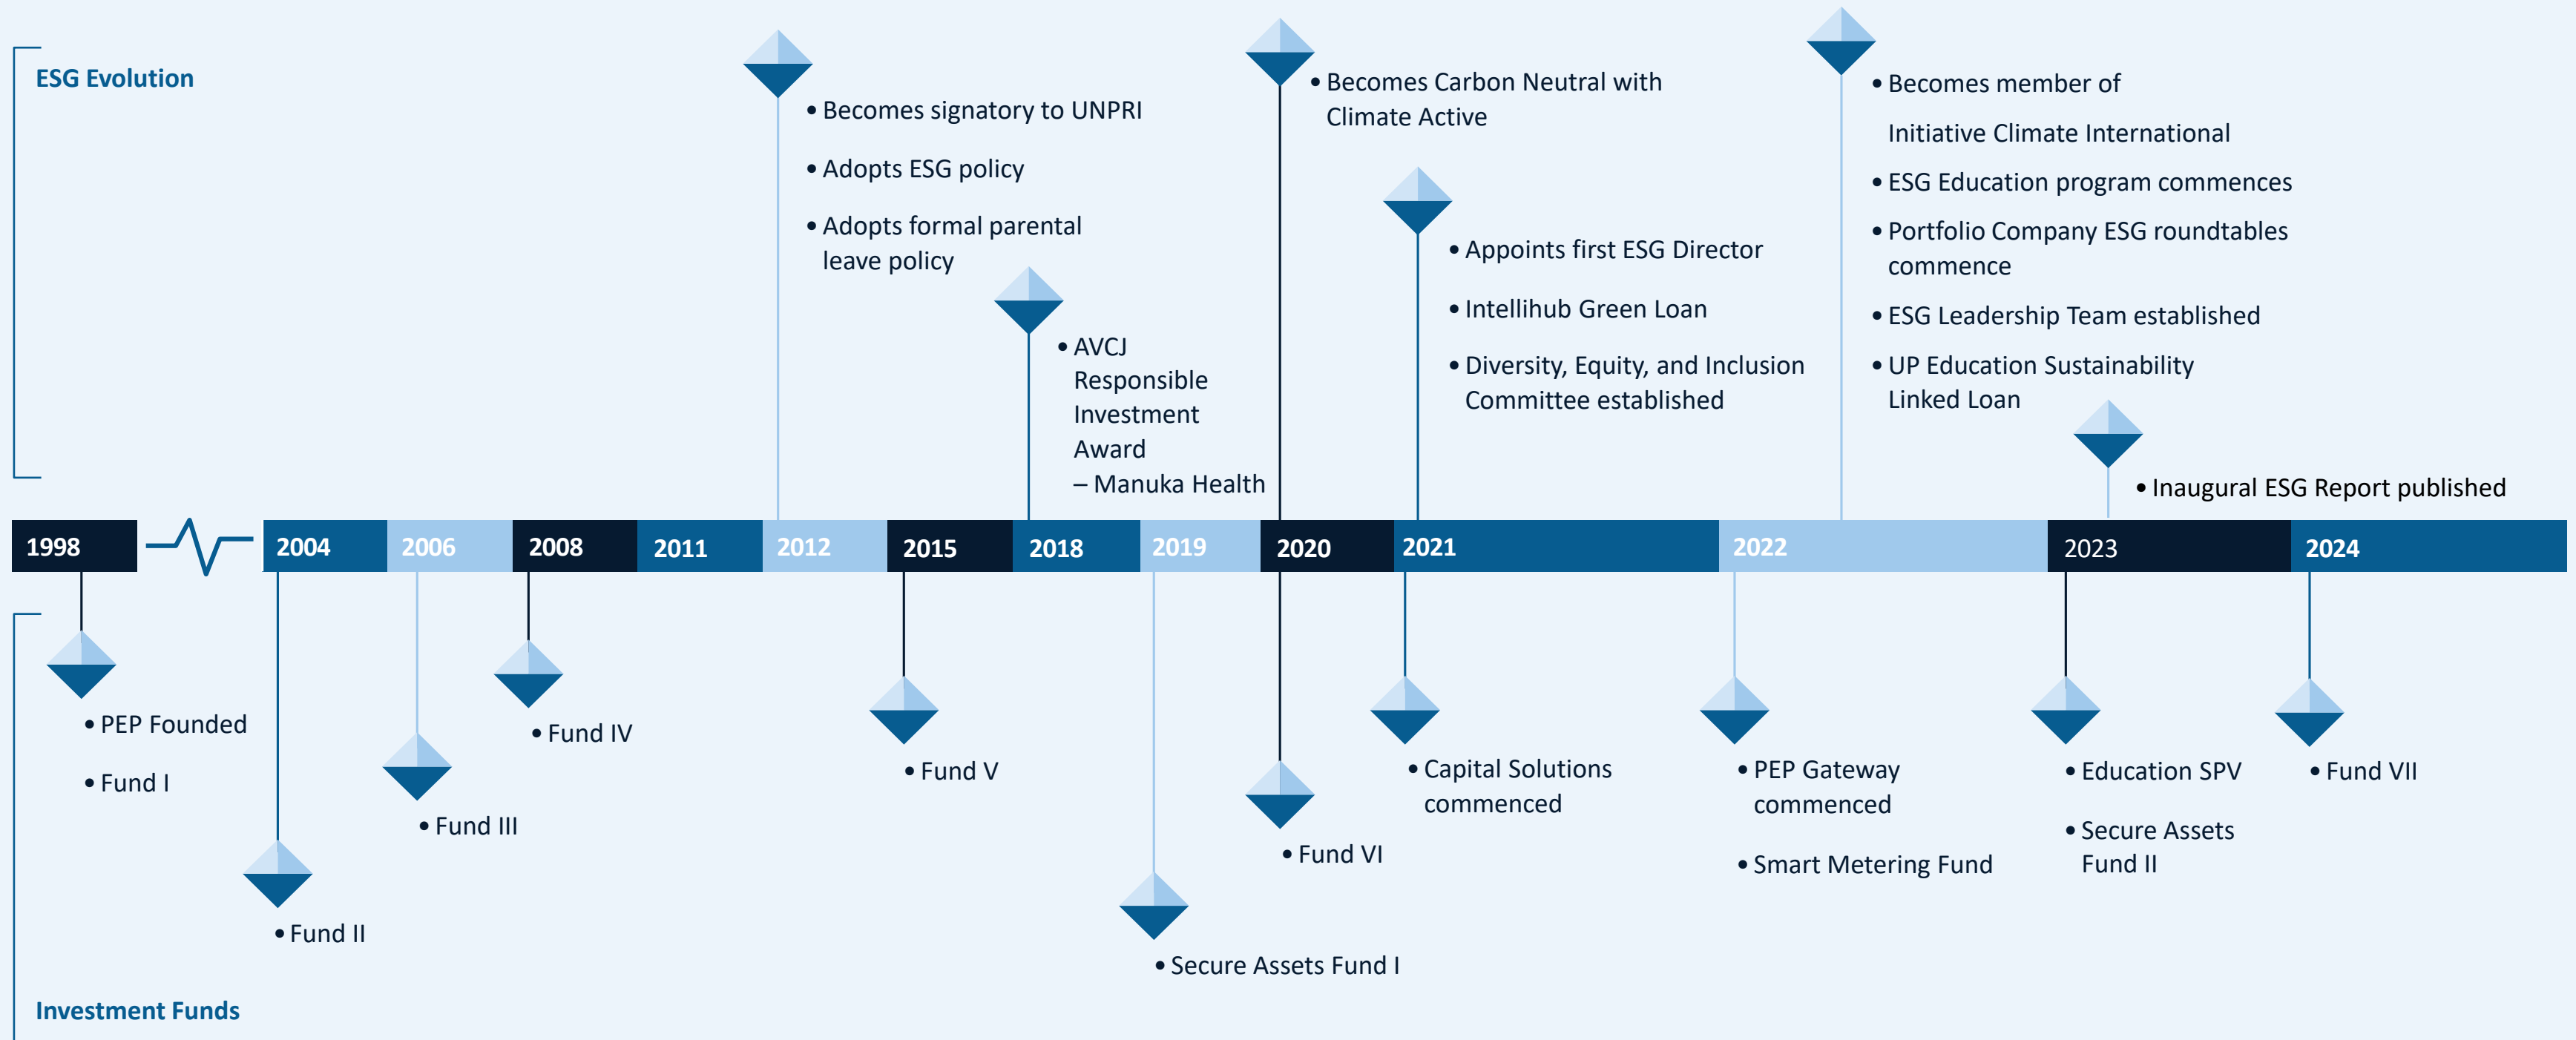 ESG Evolution
• Becomes signatory to UNPRI
• Adopts ESG policy
• Adopts formal parental
leave policy
• AVCJ
Responsible
Investment
Award
– Manuka Health
• Becomes Carbon Neutral with
Climate Active
• Appoints first ESG Director
• Intellihub Green Loan
• Diversity, Equity, and Inclusion
Committee established
• Becomes member of
Initiative Climate International
• ESG Education program commences
• Portfolio Company ESG roundtables
commence
• ESG Leadership Team established
• UP Education Sustainability
Linked Loan
• Inaugural ESG Report published
1998
2004
2006
2008
2011
2012
2015
2018
2019
2020
2021
2022
2023
2024
• PEP Founded
• Fund I
• Fund II
• Fund III
• Fund IV
• Fund V
• Secure Assets Fund I
• Fund VI
• Capital Solutions
commenced
• PEP Gateway
commenced
• Smart Metering Fund
• Education SPV
• Secure Assets
Fund II
• Fund VII
Investment Funds